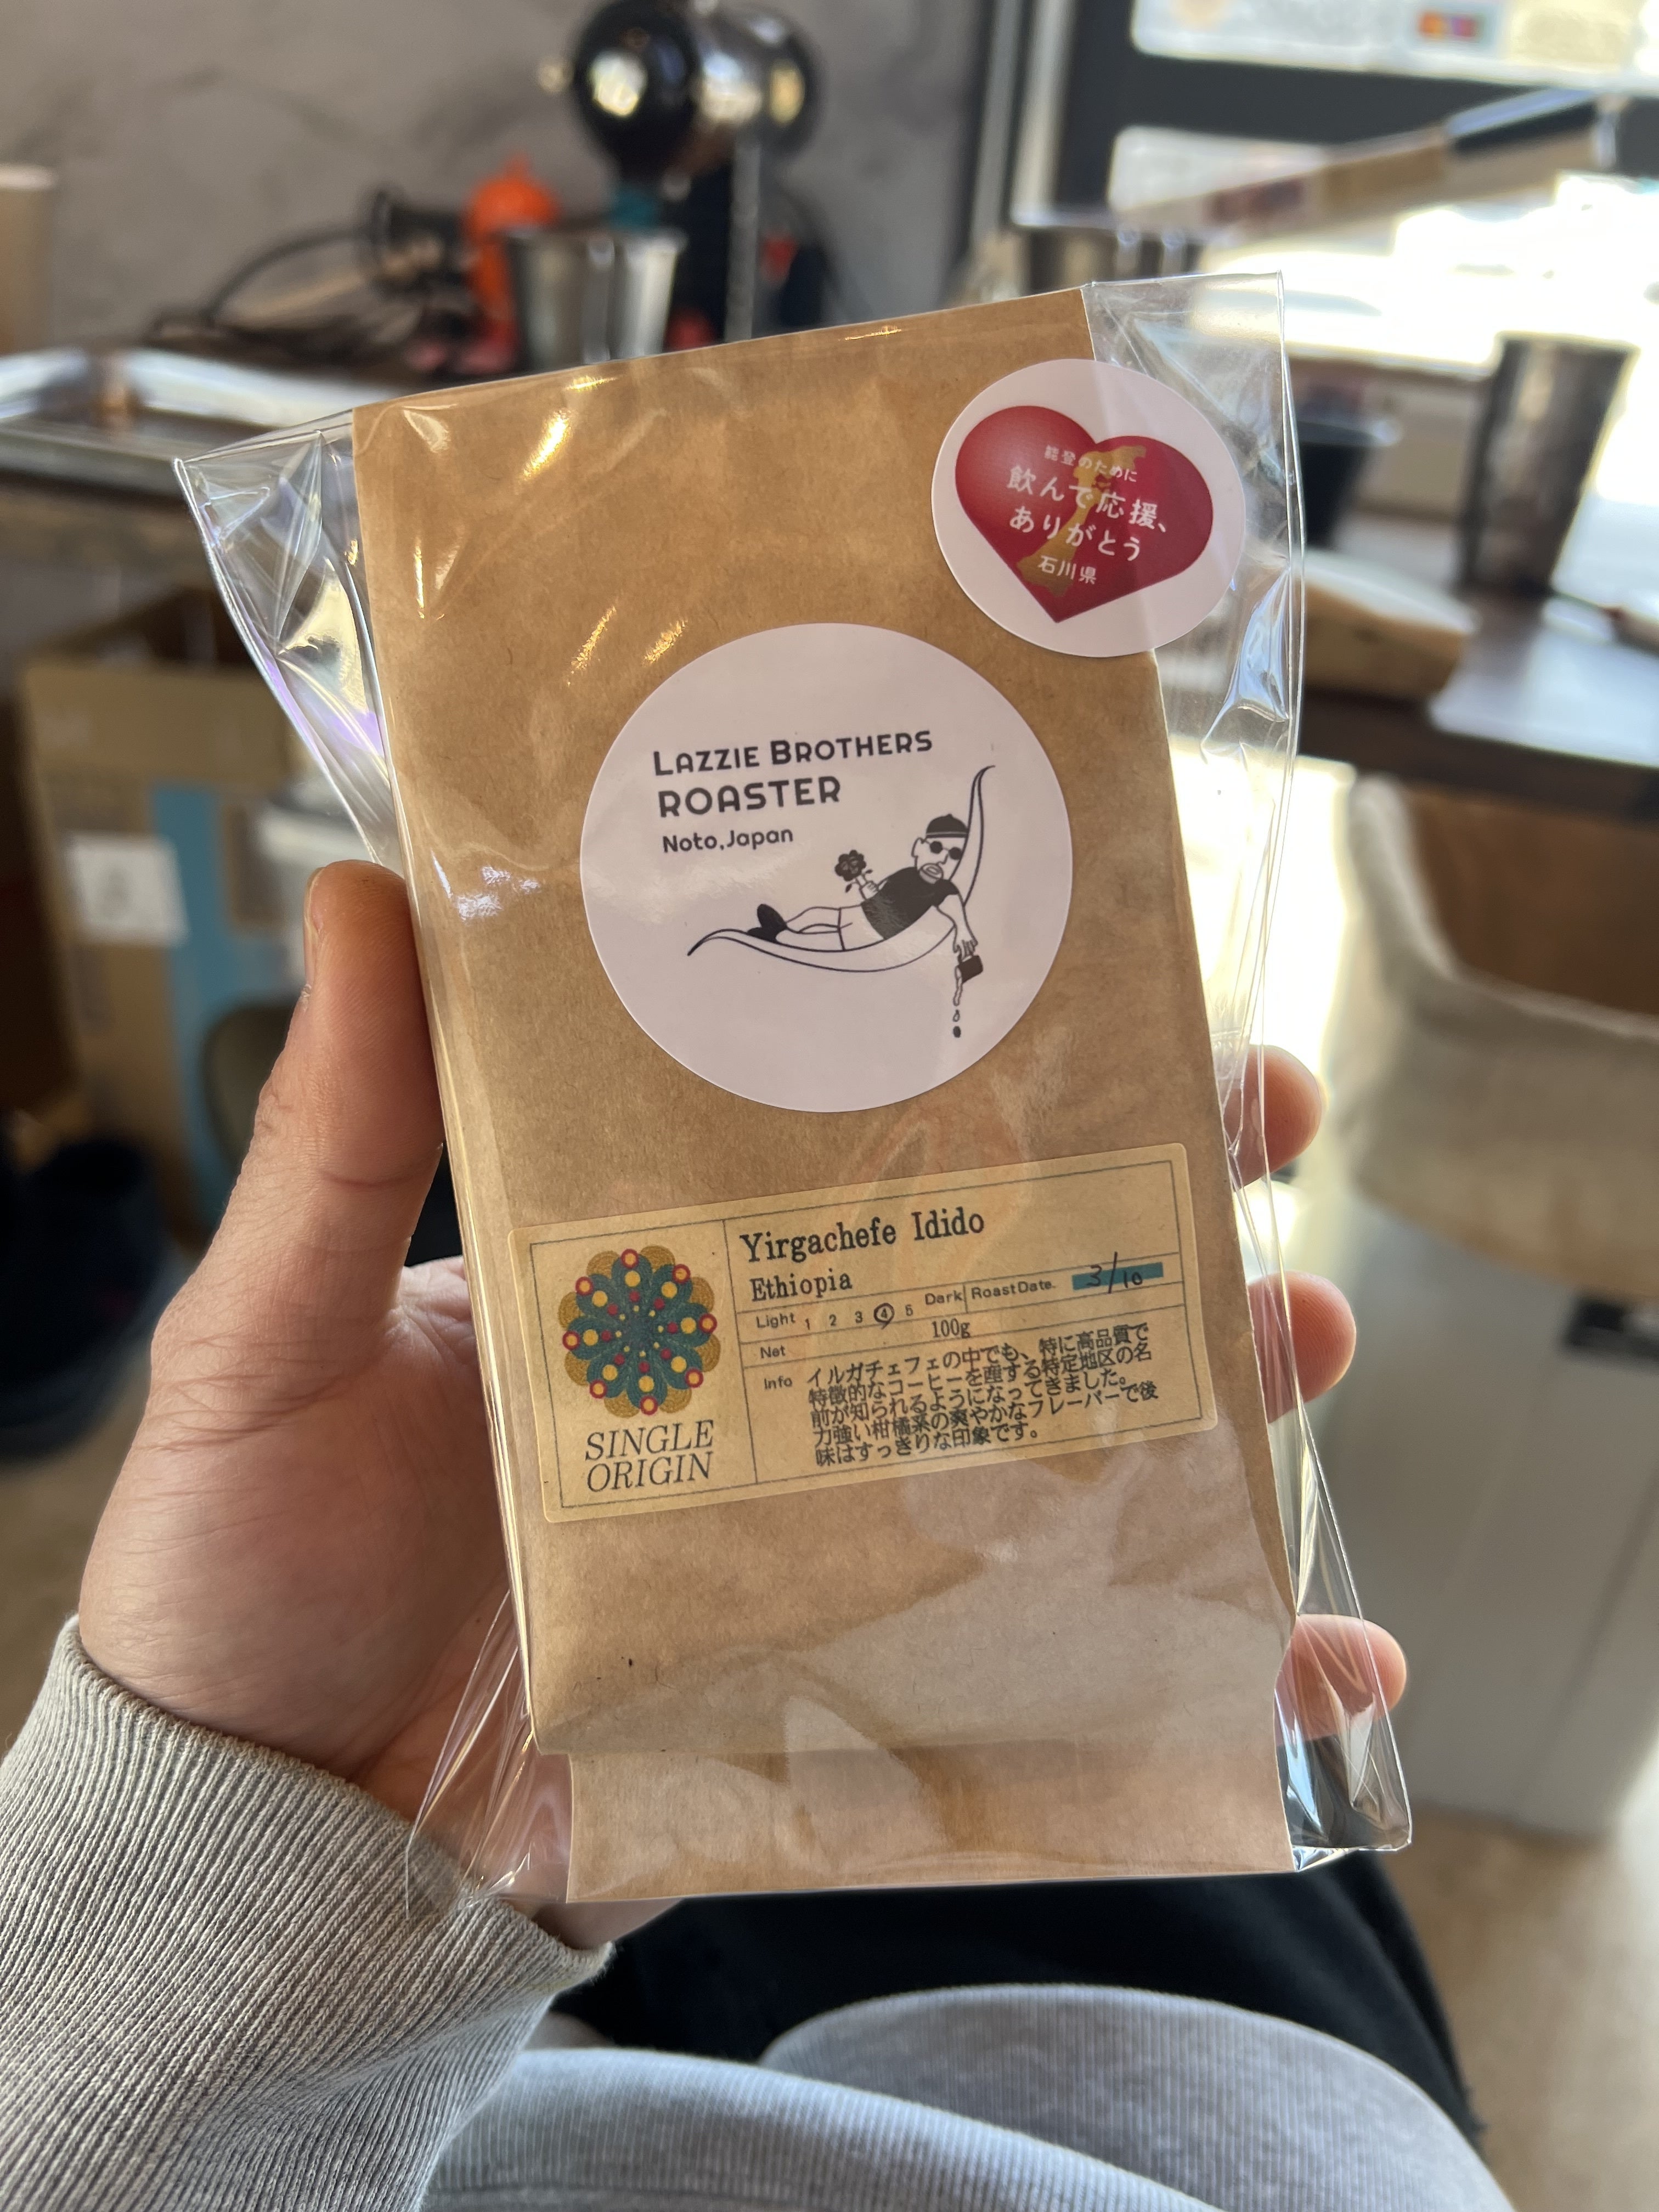 能登のために
飲んで応援、
ありがとう
石川県
LAZZIE BROTHERS
ROASTER
Noto,Japan
Yirgachefe Idido
Ethiopia
Light 1 2 3 4 5 Dark
Roast Date. 3/10
Net 100g
Info イルガチェフェの中でも、特に高品質で
特徴的なコーヒーを産する特定地区の名
前が知られるようになってきました。
力強い柑橘系の爽やかなフレーバーで後
味はすっきりな印象です。
SINGLE
ORIGIN